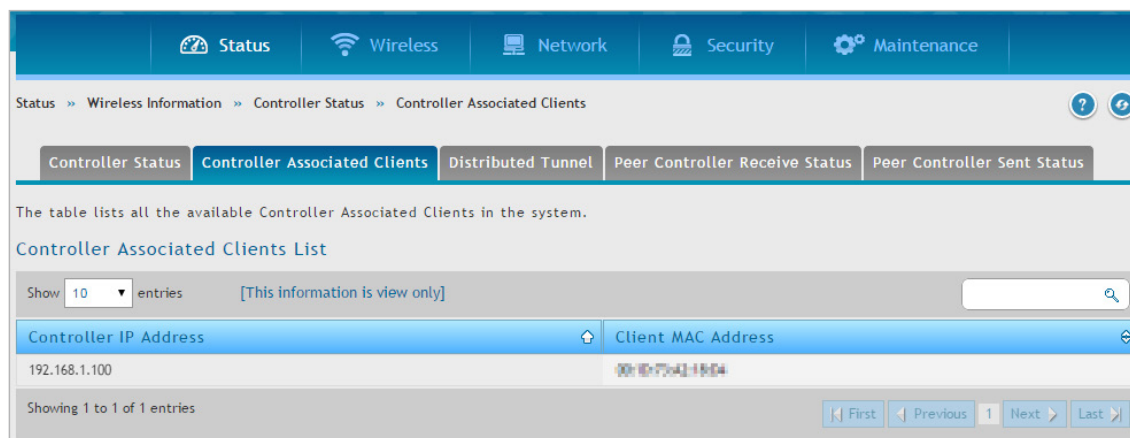 Status Wireless Network Security Maintenance
Status » Wireless Information » Controller Status » Controller Associated Clients
Controller Status Controller Associated Clients Distributed Tunnel Peer Controller Receive Status Peer Controller Sent Status
The table lists all the available Controller Associated Clients in the system.
Controller Associated Clients List
Show 10 entries [This information is view only]
Controller IP Address Client MAC Address
192.168.1.100
Showing 1 to 1 of 1 entries First Previous 1 Next Last